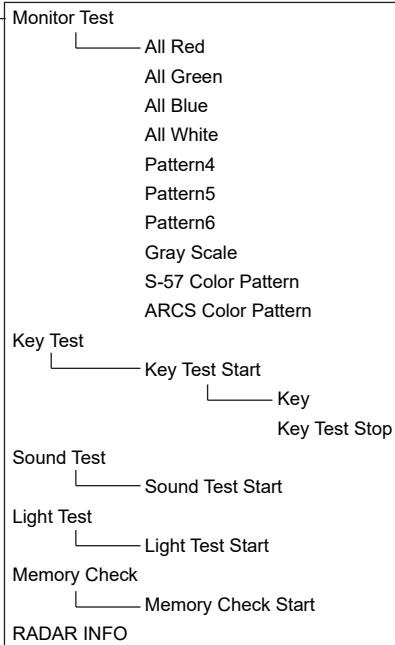 Monitor Test
All Red
All Green
All Blue
All White
Pattern4
Pattern5
Pattern6
Gray Scale
S-57 Color Pattern
ARCS Color Pattern
Key Test
Key Test Start
Key
Key Test Stop
Sound Test
Sound Test Start
Light Test
Light Test Start
Memory Check
Memory Check Start
RADAR INFO